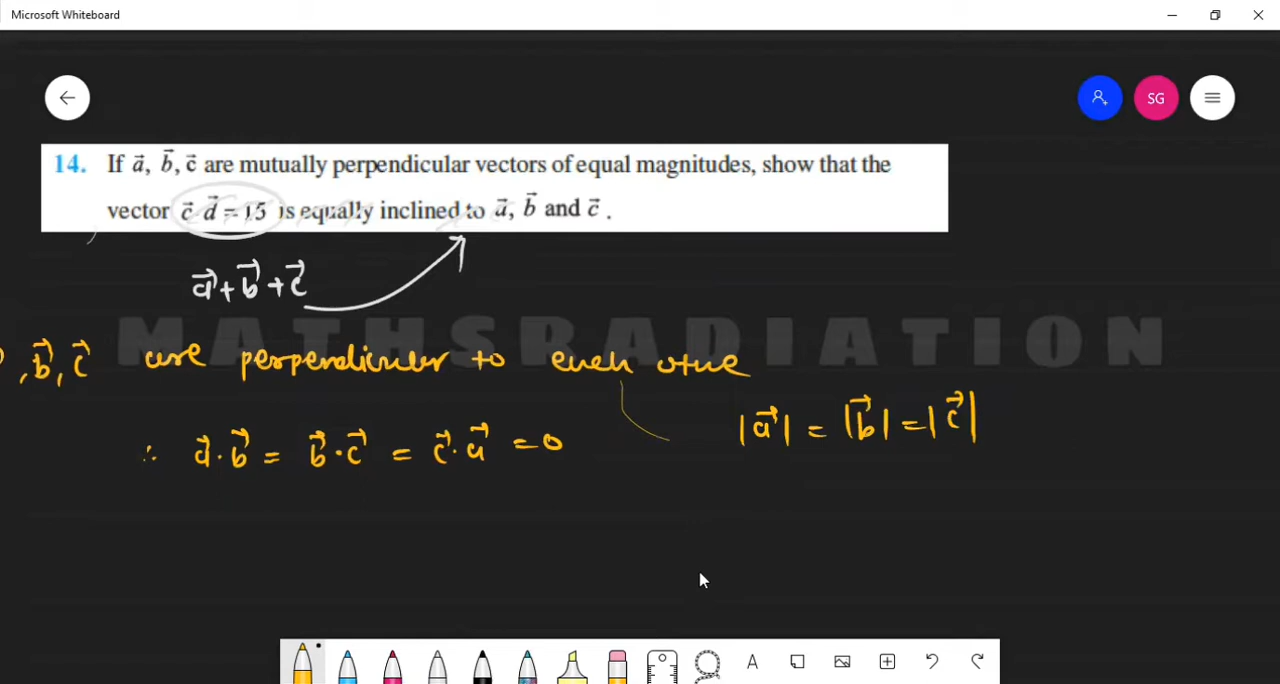 Microsoft Whiteboard
SG
14. If a⃗, b⃗, c⃗ are mutually perpendicular vectors of equal magnitudes, show that the
vector c⃗ d⃗ = 15 is equally inclined to a⃗, b⃗ and c⃗ .
a⃗ + b⃗ + c⃗
MATHSRADIATION
, b⃗, c⃗ are perpendicular to each
|a⃗| = |b⃗| = |c⃗|
∴ a⃗ · b⃗ = b⃗ · c⃗ = c⃗ · a⃗ = 0
A